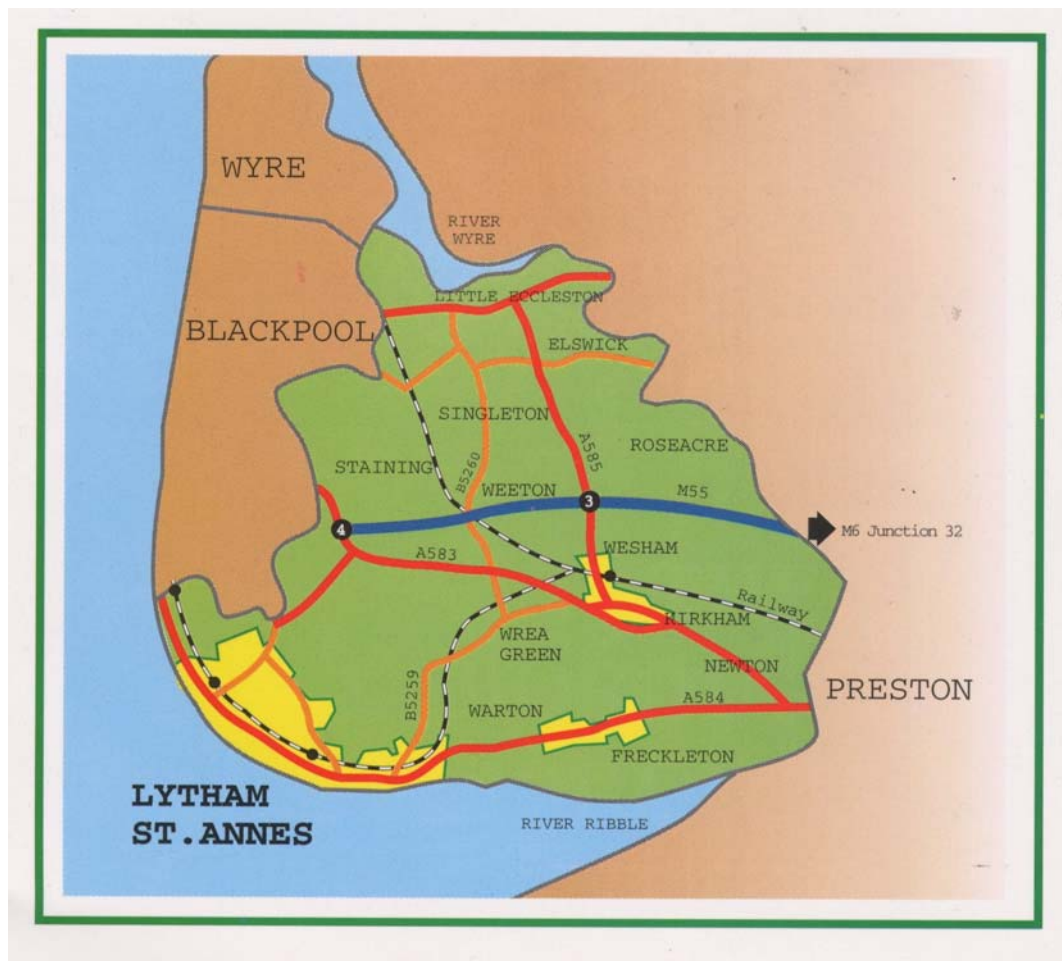 WYRE
RIVER
WYRE
LITTLE ECCLESTON
BLACKPOOL
ELSWICK
SINGLETON
A585
ROSEACRE
STAINING
B5260
WEETON
M55
3
4
M6 Junction 32
A583
WESHAM
Railway
KIRKHAM
WREA
GREEN
NEWTON
PRESTON
B5259
A584
WARTON
FRECKLETON
LYTHAM
ST.ANNES
RIVER RIBBLE